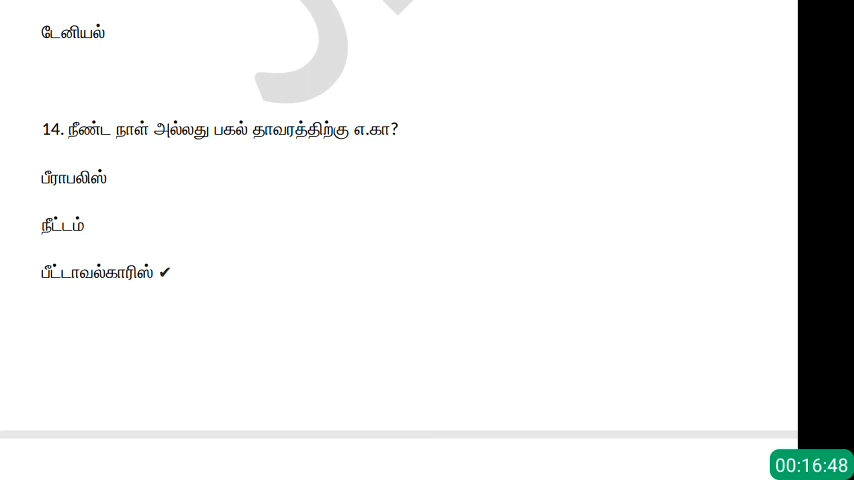 டேனியல்
14. நீண்ட நாள் அல்லது பகல் தாவரத்திற்கு எ.கா?
பீராபலிஸ்
நீட்டம்
பீட்டாவல்காரிஸ் ✔
00:16:48